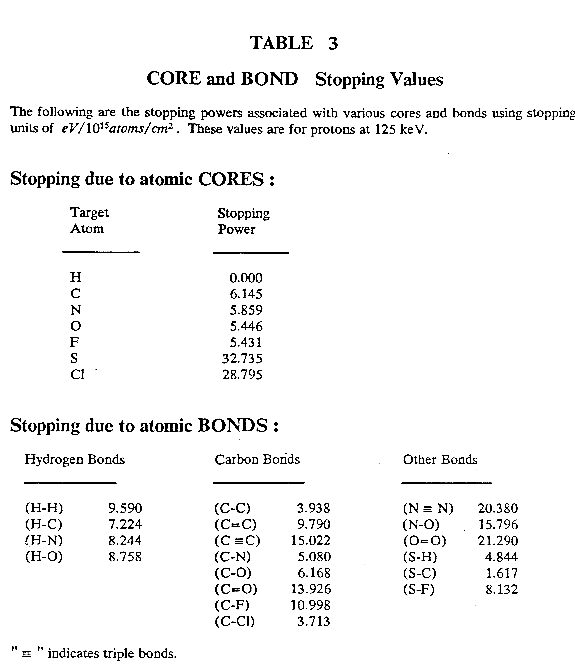 TABLE 3
CORE and BOND Stopping Values
The following are the stopping powers associated with various cores and bonds using stopping
units of eV/10¹⁵atoms/cm². These values are for protons at 125 keV.
Stopping due to atomic CORES :
Target Stopping
Atom Power
H 0.000
C 6.145
N 5.859
O 5.446
F 5.431
S 32.735
Cl 28.795
Stopping due to atomic BONDS :
Hydrogen Bonds Carbon Bonds Other Bonds
(H-H) 9.590 (C-C) 3.938 (N ≡ N) 20.380
(H-C) 7.224 (C=C) 9.790 (N-O) 15.796
(H-N) 8.244 (C≡C) 15.022 (O=O) 21.290
(H-O) 8.758 (C-N) 5.080 (S-H) 4.844
(C-O) 6.168 (S-C) 1.617
(C=O) 13.926 (S-F) 8.132
(C-F) 10.998
(C-Cl) 3.713
" ≡ " indicates triple bonds.